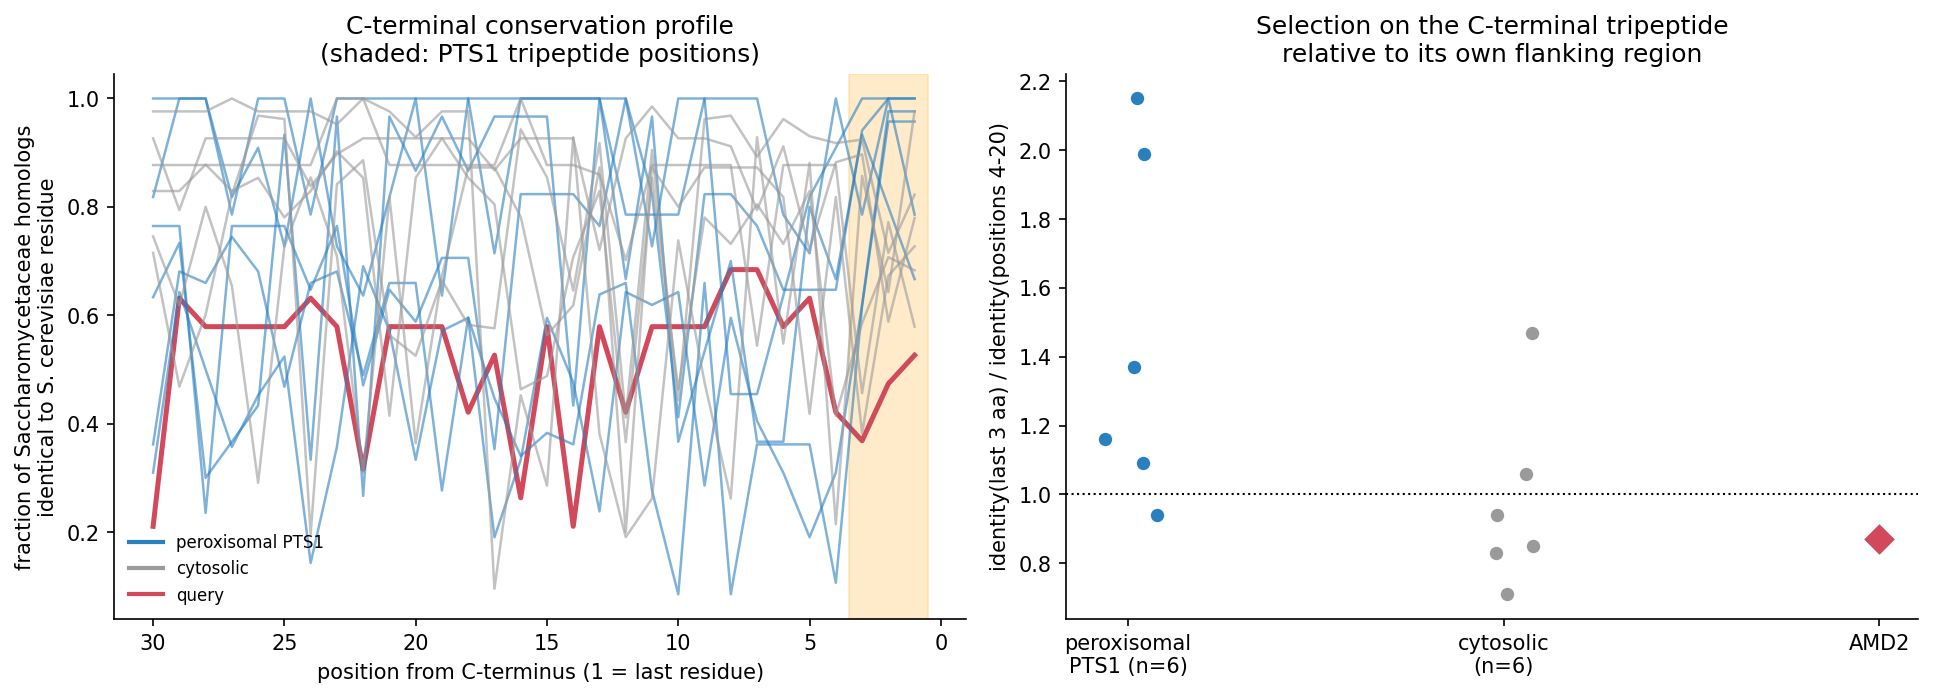 C-terminal conservation profile
(shaded: PTS1 tripeptide positions)
fraction of Saccharomycetaceae homologs
identical to S. cerevisiae residue
1.0
0.8
0.6
0.4
0.2
peroxisomal PTS1
cytosolic
query
30
25
20
15
10
5
0
position from C-terminus (1 = last residue)
Selection on the C-terminal tripeptide
relative to its own flanking region
identity(last 3 aa) / identity(positions 4-20)
2.2
2.0
1.8
1.6
1.4
1.2
1.0
0.8
peroxisomal
PTS1 (n=6)
cytosolic
(n=6)
AMD2